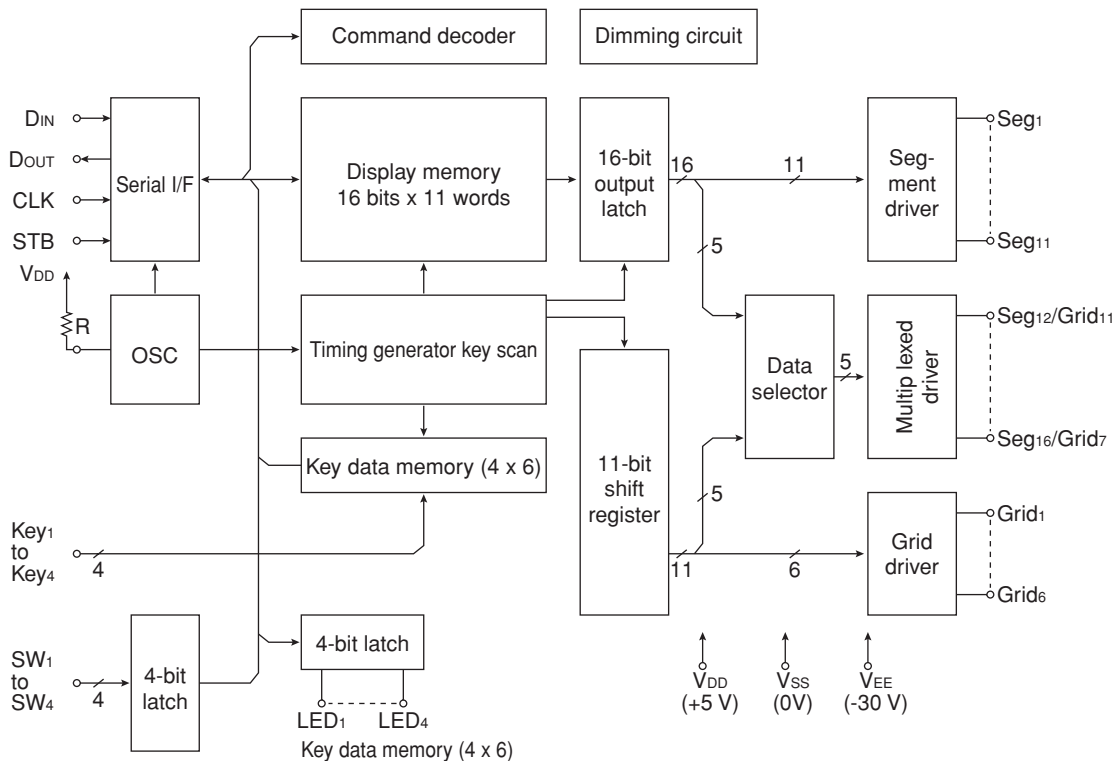 Command decoder
Dimming circuit
DIN
DOUT
CLK
STB
Serial I/F
Display memory
16 bits x 11 words
16-bit
output
latch
16
11
Seg-
ment
driver
Seg1
Seg11
5
VDD
R
OSC
Timing generator key scan
Data
selector
5
Multip lexed
driver
Seg12/Grid11
Seg16/Grid7
Key data memory (4 x 6)
11-bit
shift
register
5
11
6
Grid
driver
Grid1
Grid6
Key1
to
Key4
4
SW1
to
SW4
4
4-bit
latch
4-bit latch
LED1
LED4
Key data memory (4 x 6)
VDD
(+5 V)
VSS
(0V)
VEE
(-30 V)